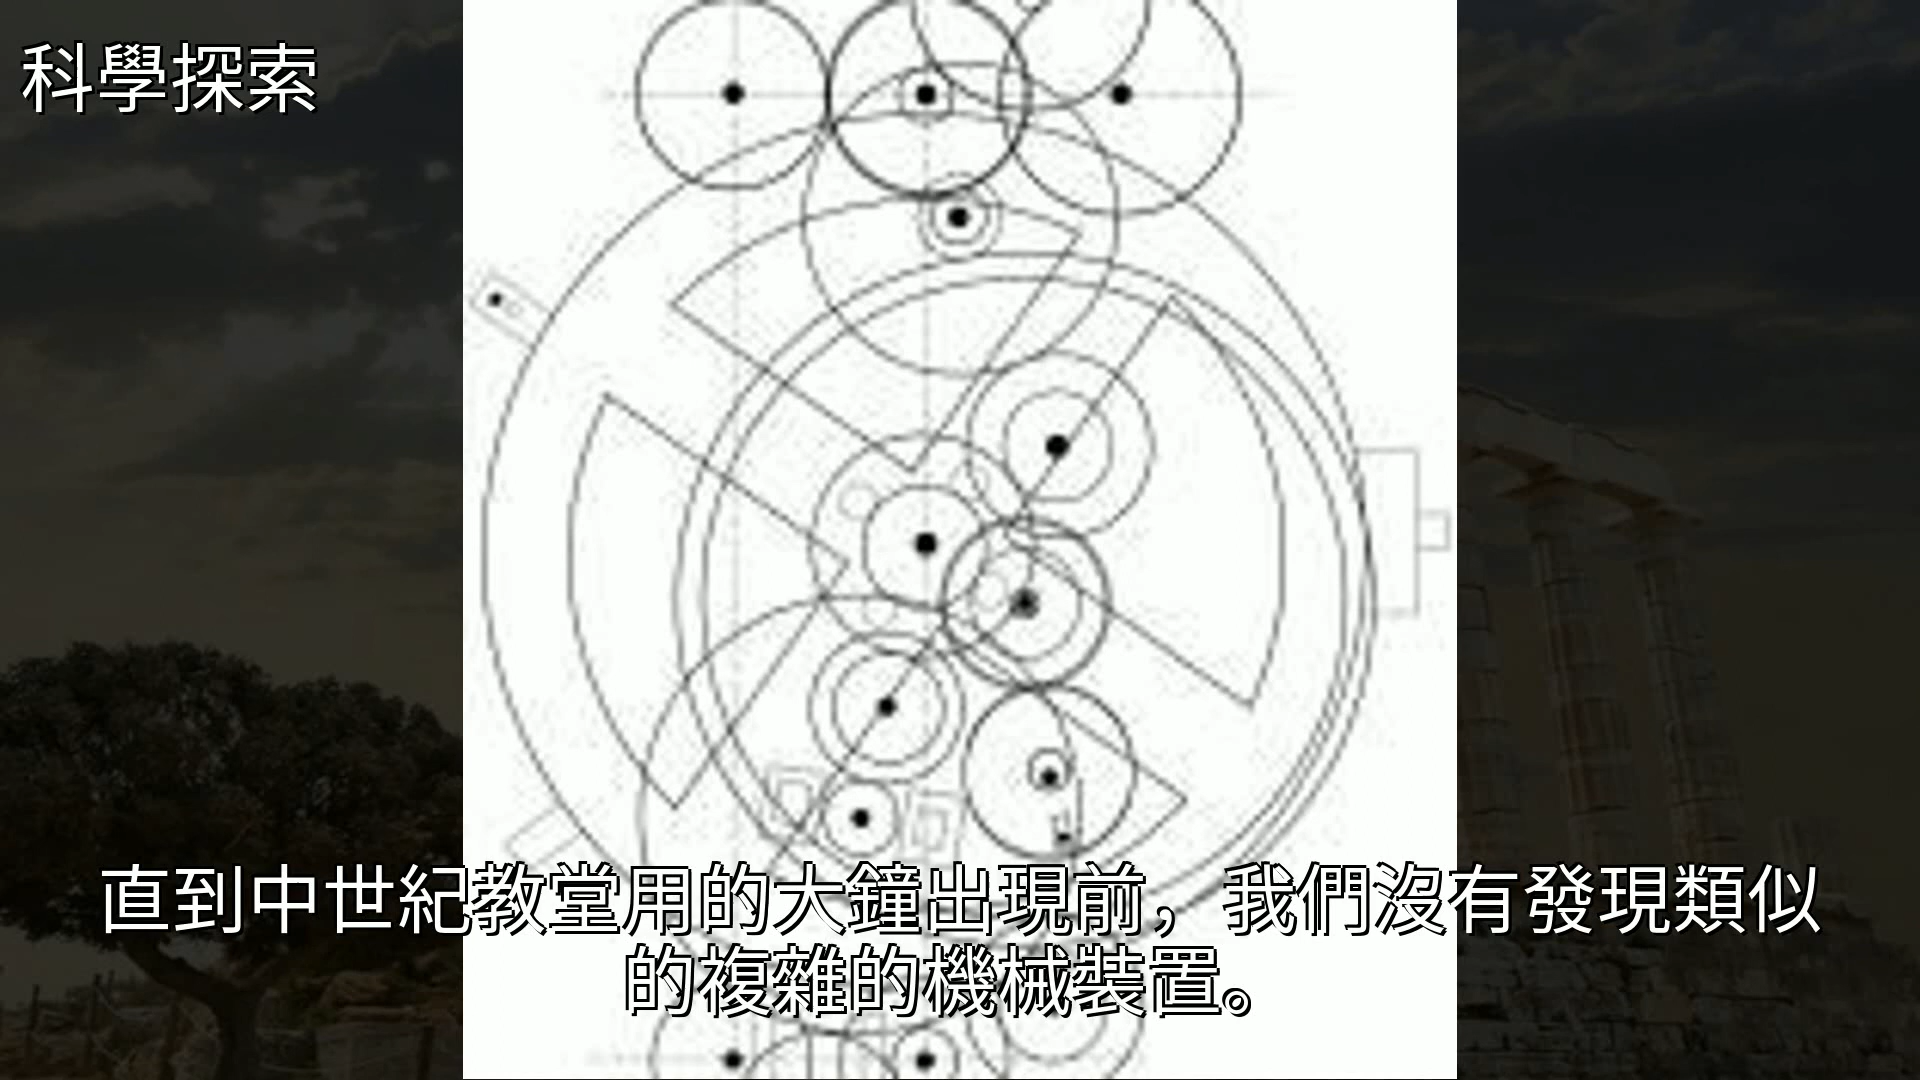 科學探索
直到中世紀教堂用的大鐘出現前，我們沒有發現類似
的複雜的機械裝置。